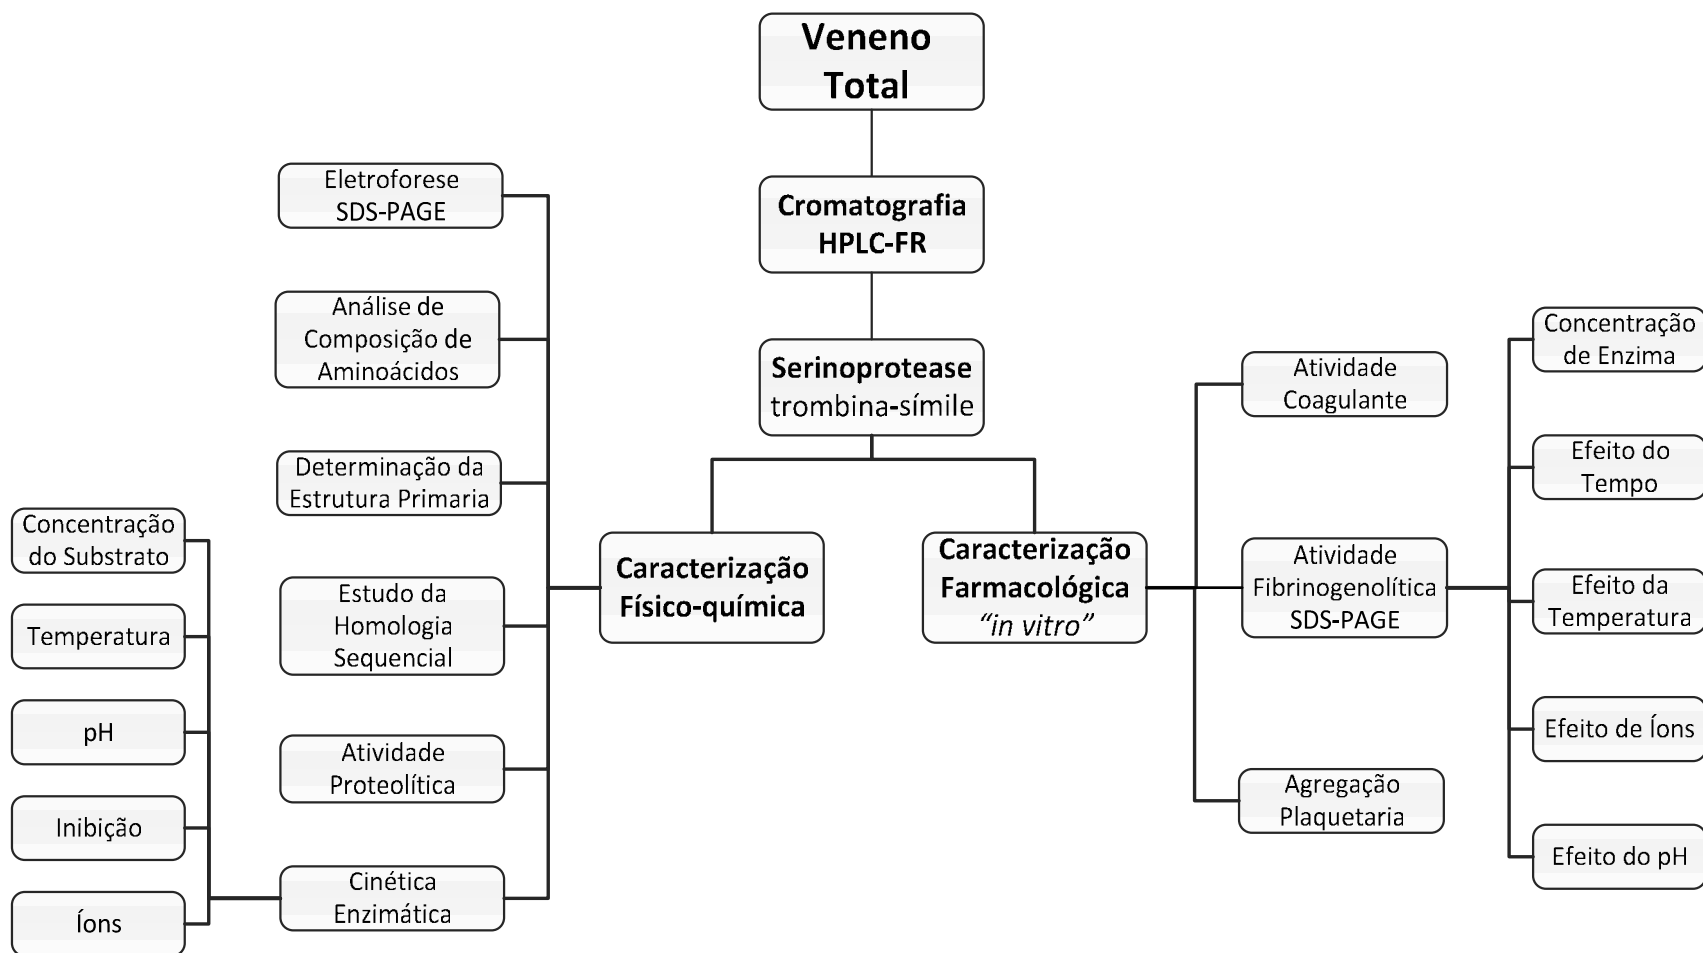 Veneno
Total
Cromatografia
HPLC-FR
Serinoprotease
trombina-símile
Caracterização
Físico-química
Caracterização
Farmacológica
“in vitro”
Eletroforese
SDS-PAGE
Análise de
Composição de
Aminoácidos
Determinação da
Estrutura Primaria
Estudo da
Homologia
Sequencial
Atividade
Proteolítica
Cinética
Enzimática
Concentração
do Substrato
Temperatura
pH
Inibição
Íons
Atividade
Coagulante
Atividade
Fibrinogenolítica
SDS-PAGE
Agregação
Plaquetaria
Concentração
de Enzima
Efeito do
Tempo
Efeito da
Temperatura
Efeito de Íons
Efeito do pH